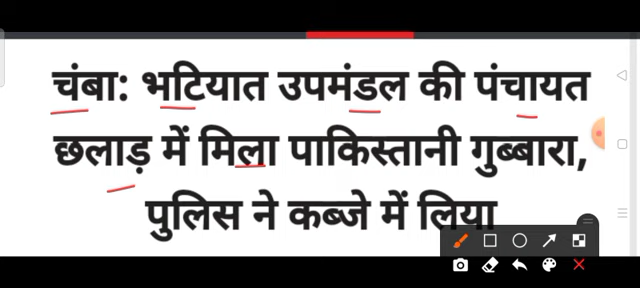 चंबा: भटियात उपमंडल की पंचायत
छलाड़ में मिला पाकिस्तानी गुब्बारा,
पुलिस ने कब्जे में लिया